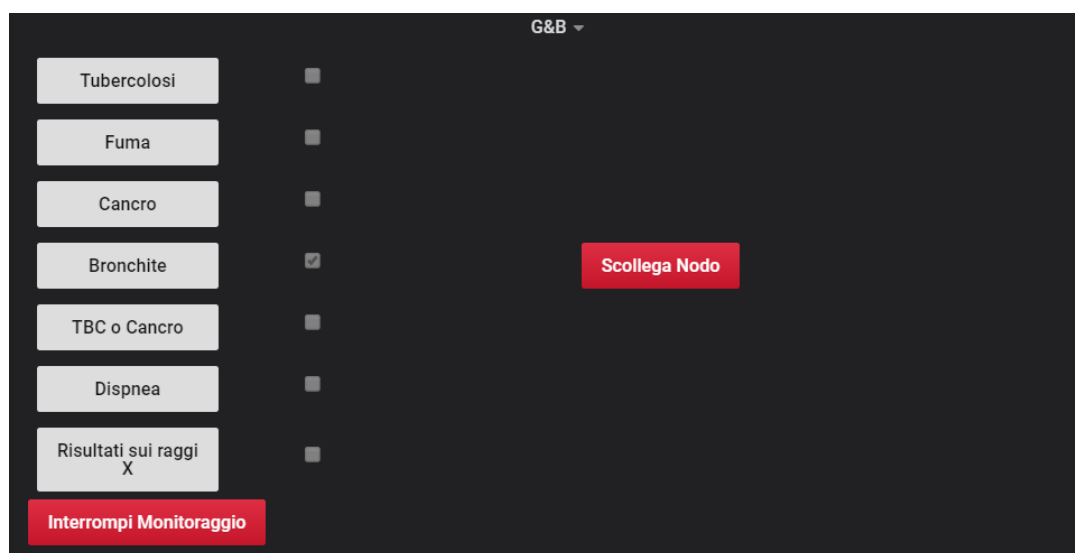 G&B
Tubercolosi
Fuma
Cancro
Bronchite
Scollega Nodo
TBC o Cancro
Dispnea
Risultati sui raggi
X
Interrompi Monitoraggio